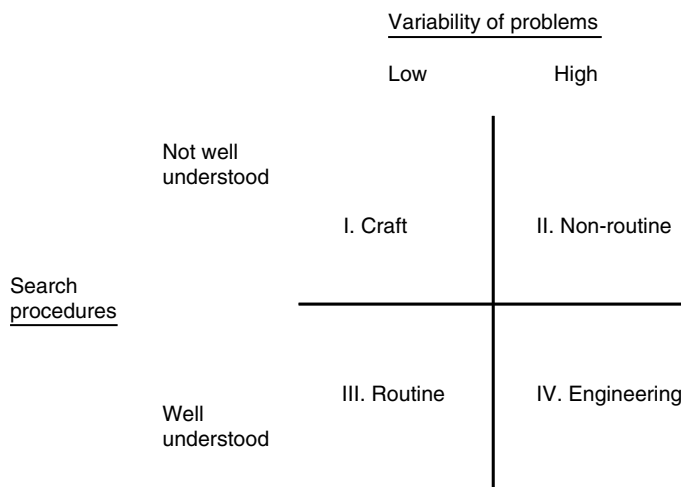 Variability of problems
Low
High
Not well
understood
I. Craft
II. Non-routine
Search
procedures
III. Routine
IV. Engineering
Well
understood